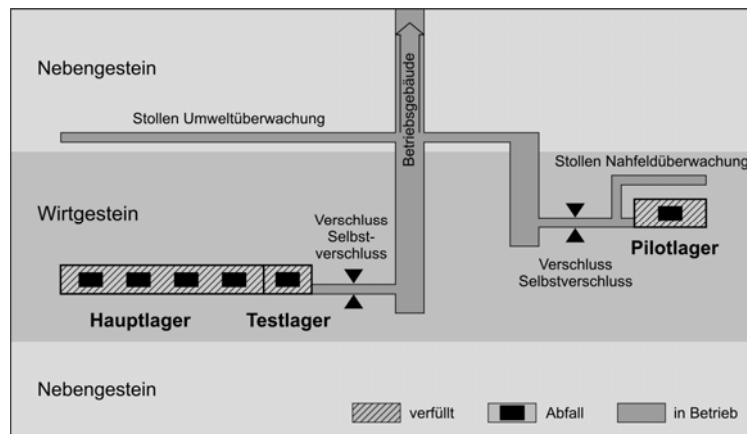 Nebengestein
Stollen Umweltüberwachung
Betriebsgebäude
Stollen Nahfeldüberwachung
Wirtgestein
Verschluss
Selbst-
verschluss
Pilotlager
Verschluss
Selbstverschluss
Hauptlager
Testlager
Nebengestein
verfüllt
Abfall
in Betrieb